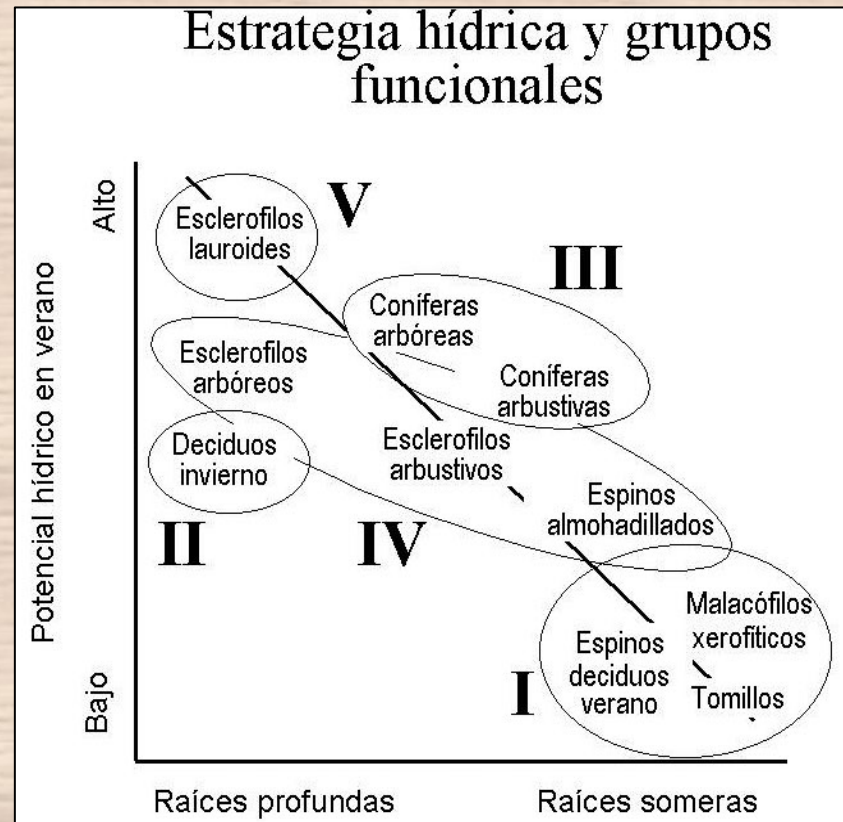 Estrategia hídrica y grupos
funcionales
Alto
Potencial hídrico en verano
Bajo
Esclerofilos
lauroides
V
III
Coníferas
arbóreas
Coníferas
arbustivas
Esclerofilos
arbóreos
Deciduos
invierno
Esclerofilos
arbustivos
Espinos
almohadillados
II
IV
Malacófilos
xerofíticos
Espinos
deciduos
verano
Tomillos
I
Raíces profundas
Raíces someras